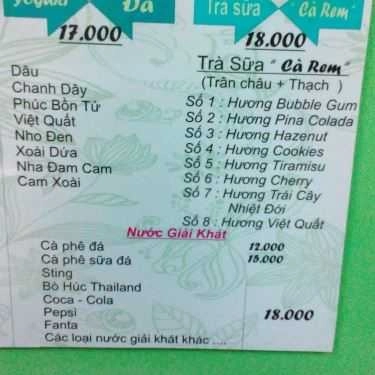 Yogurt Đá
Trà sữa "Cà Rem"
17.000
18.000
Trà Sữa " Cà Rem "
(Trân châu + Thạch )
Dâu
Chanh Dây
Phúc Bồn Tử
Việt Quất
Nho Đen
Xoài Dứa
Nha Đam Cam
Cam Xoài
Số 1 : Hương Bubble Gum
Số 2 : Hương Pina Colada
Số 3 : Hương Hazenut
Số 4 : Hương Cookies
Số 5 : Hương Tiramisu
Số 6 : Hương Cherry
Số 7 : Hương Trái Cây
Nhiệt Đới
Số 8 : Hương Việt Quất
Nước Giải Khát
Cà phê đá 12.000
Cà phê sữa đá 15.000
Sting
Bò Húc Thailand
Coca - Cola
Pepsi 18.000
Fanta
Các loại nước giải khát khác ....